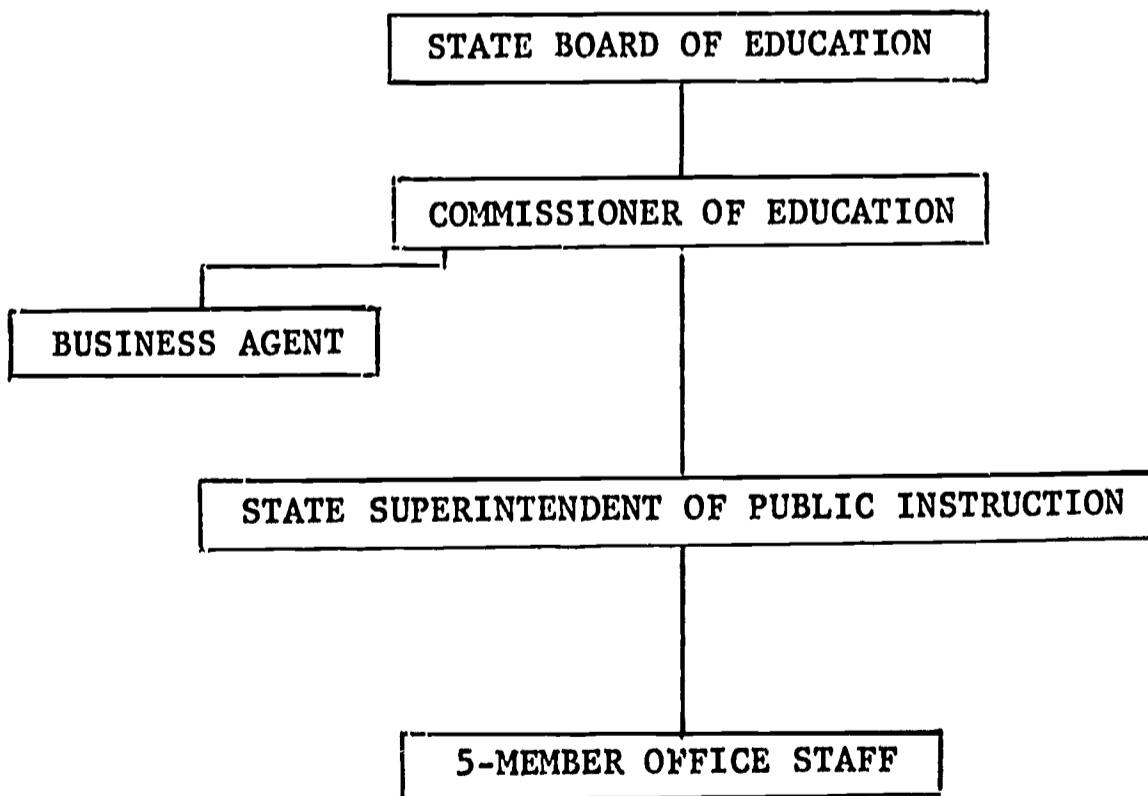 STATE BOARD OF EDUCATION
COMMISSIONER OF EDUCATION
BUSINESS AGENT
STATE SUPERINTENDENT OF PUBLIC INSTRUCTION
5-MEMBER OFFICE STAFF